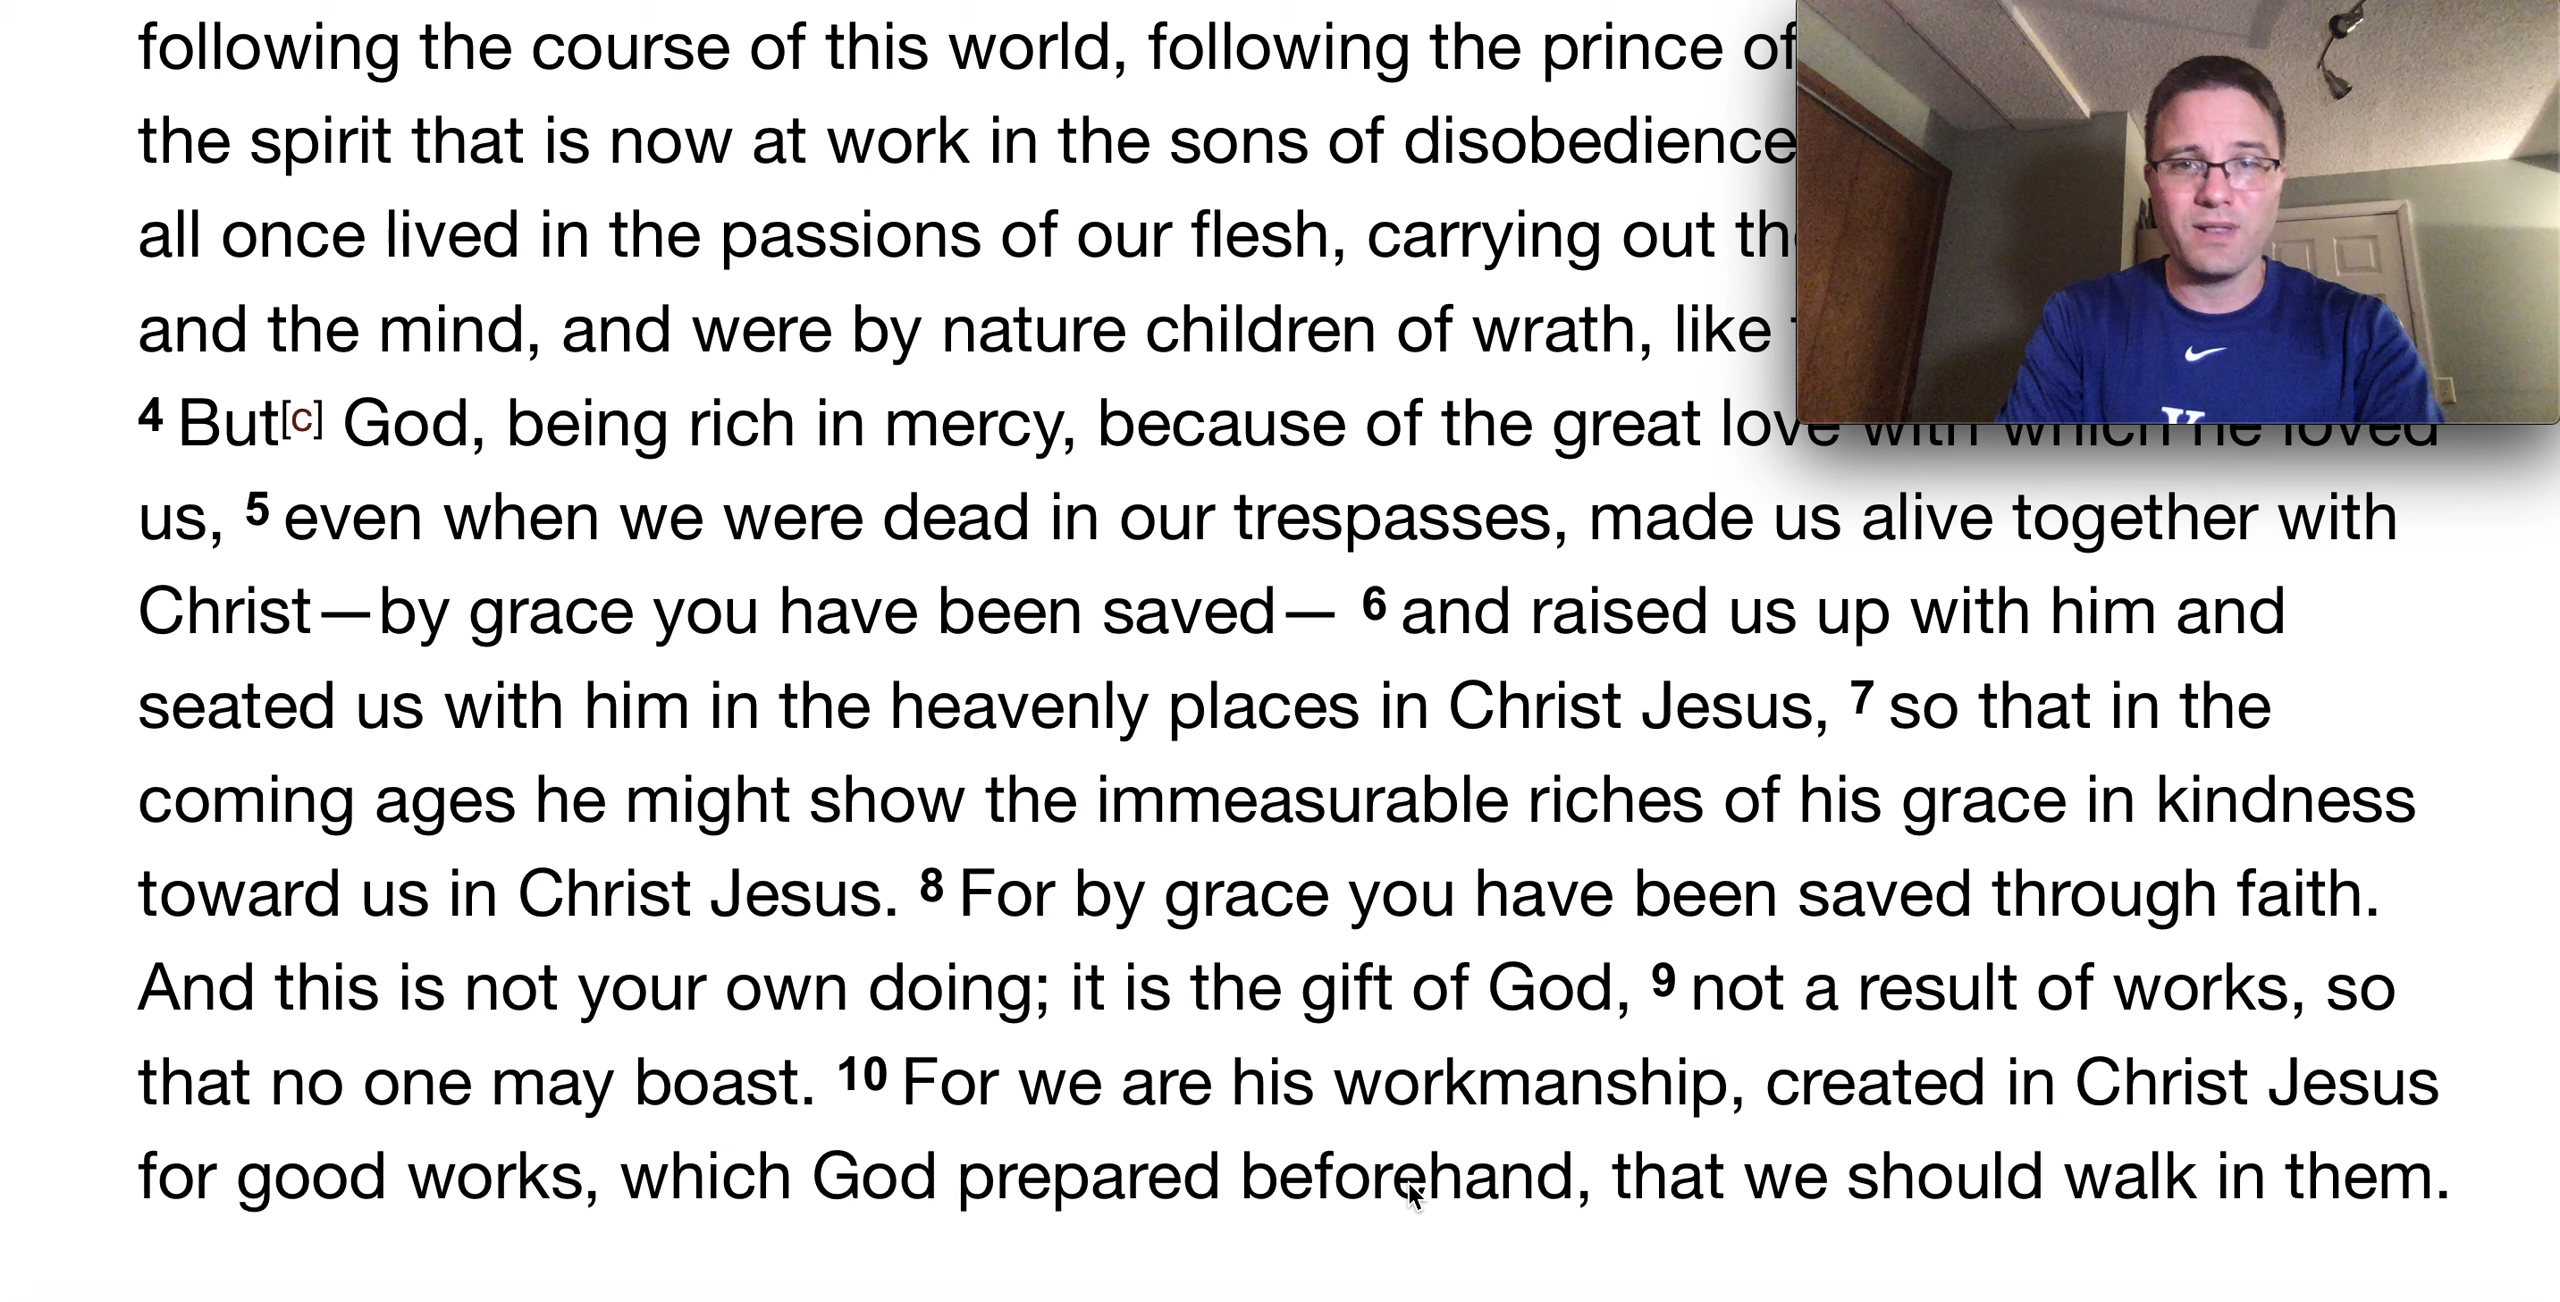 following the course of this world, following the prince of
the spirit that is now at work in the sons of disobedience
all once lived in the passions of our flesh, carrying out
and the mind, and were by nature children of wrath, like
4 But[c] God, being rich in mercy, because of the great love with which he loved
us, 5 even when we were dead in our trespasses, made us alive together with
Christ—by grace you have been saved— 6 and raised us up with him and
seated us with him in the heavenly places in Christ Jesus, 7 so that in the
coming ages he might show the immeasurable riches of his grace in kindness
toward us in Christ Jesus. 8 For by grace you have been saved through faith.
And this is not your own doing; it is the gift of God, 9 not a result of works, so
that no one may boast. 10 For we are his workmanship, created in Christ Jesus
for good works, which God prepared beforehand, that we should walk in them.